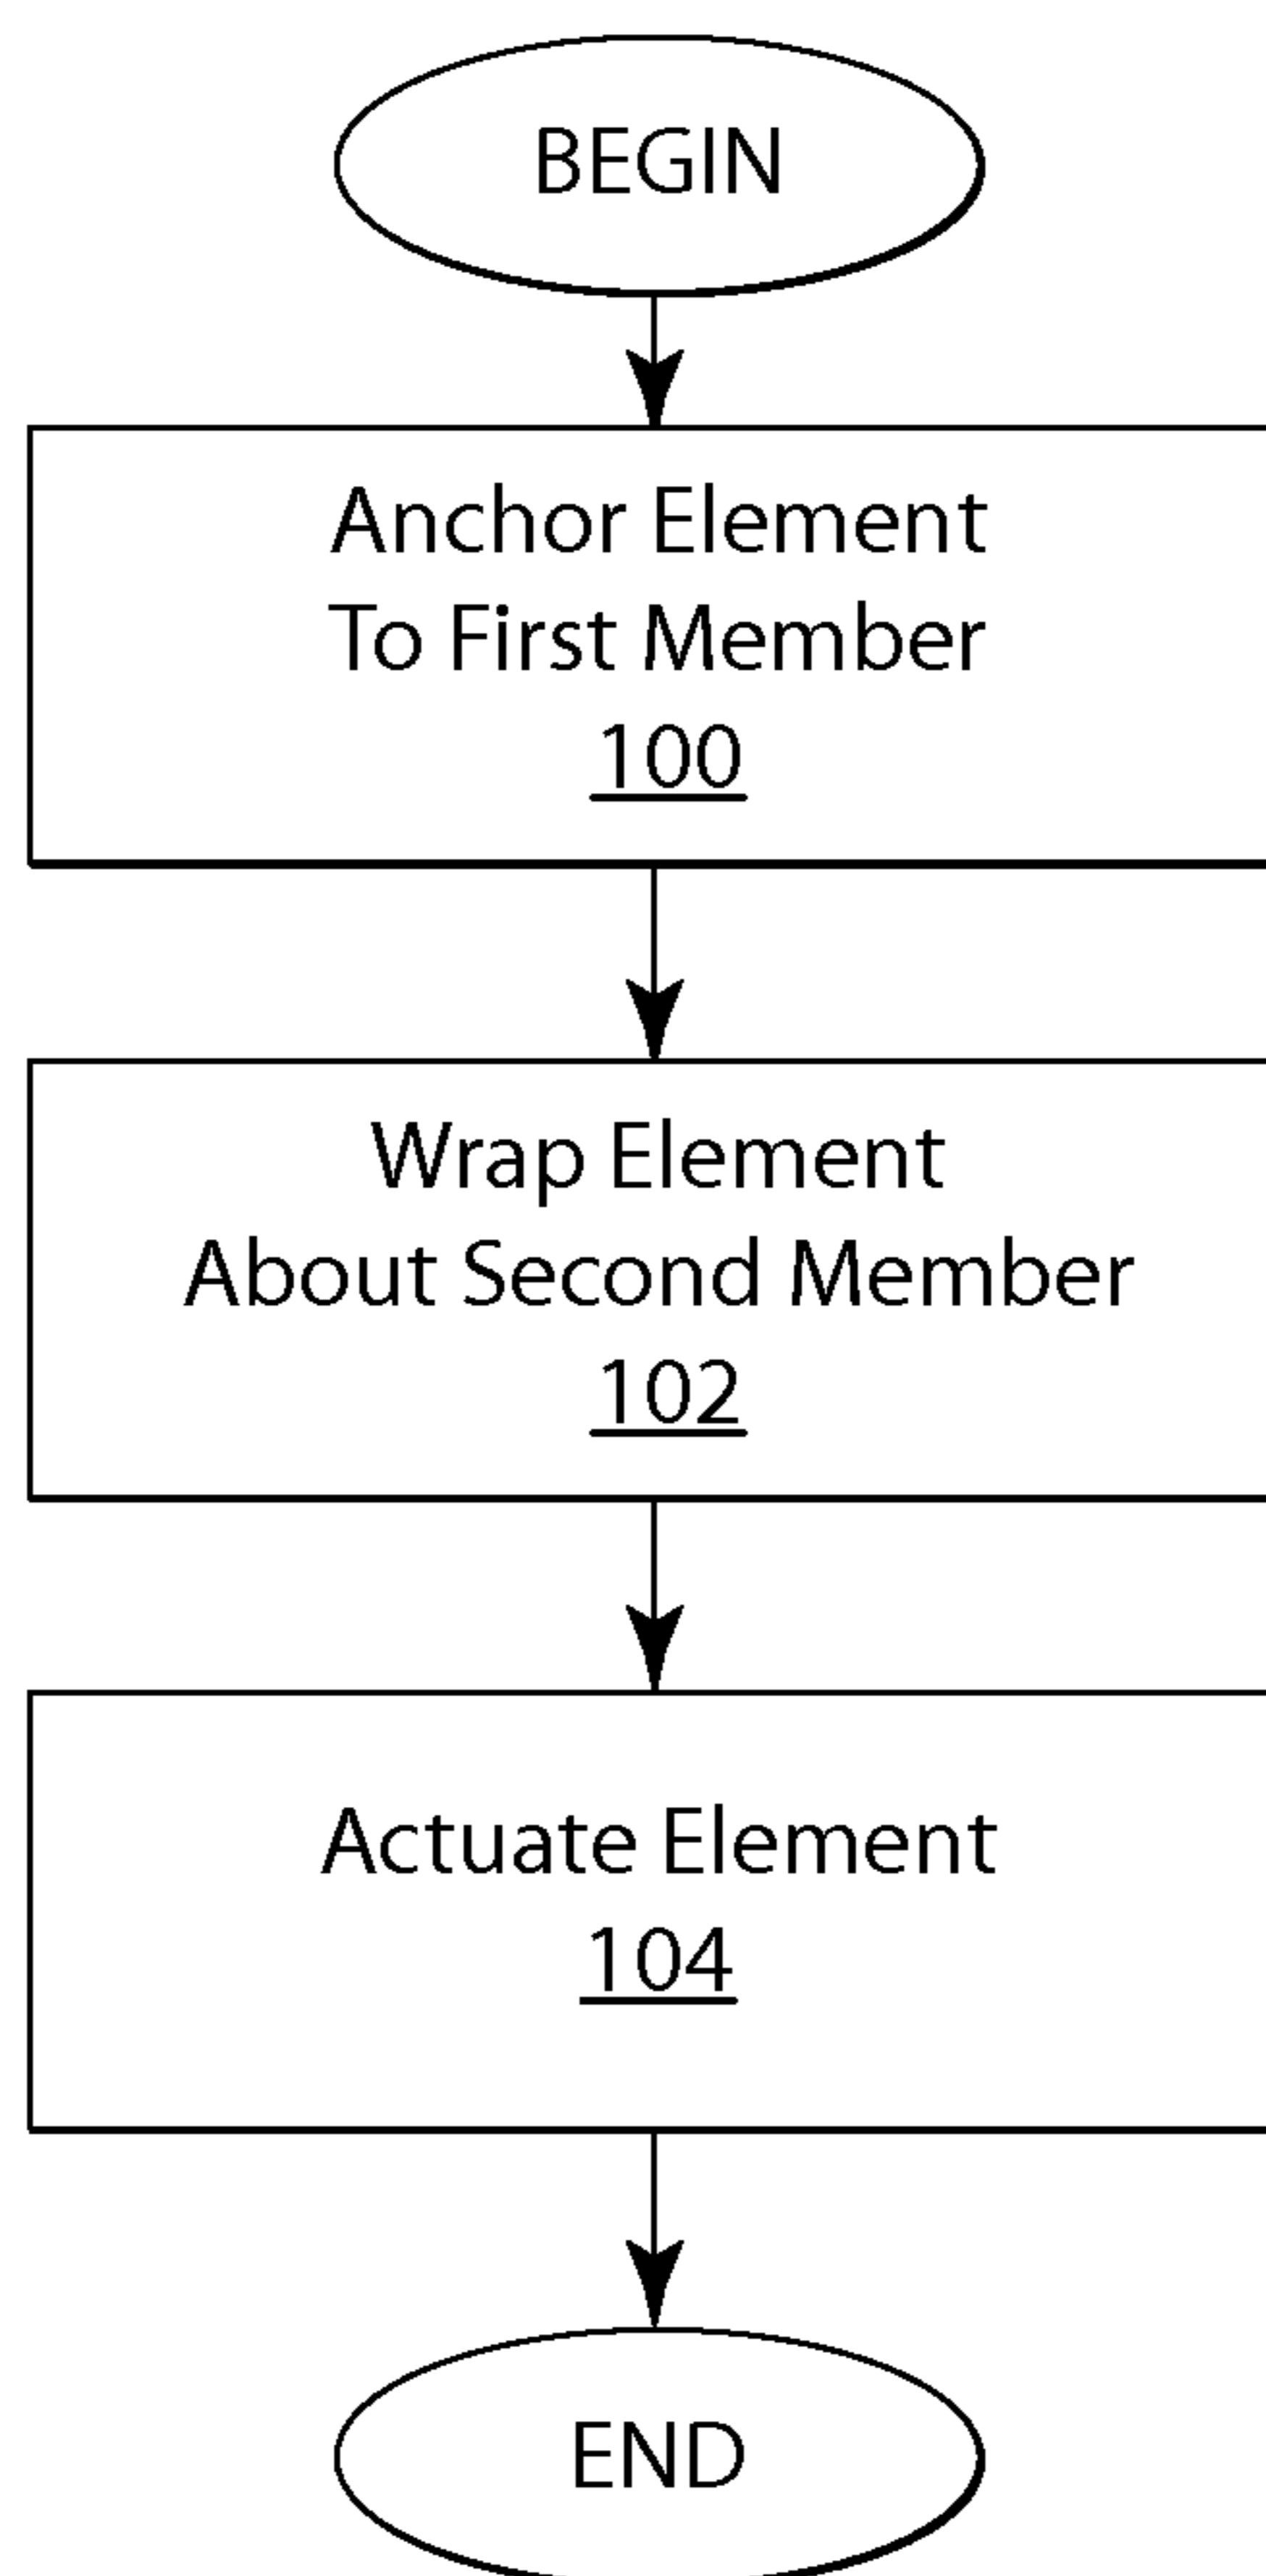 BEGIN
Anchor Element
To First Member
100
Wrap Element
About Second Member
102
Actuate Element
104
END